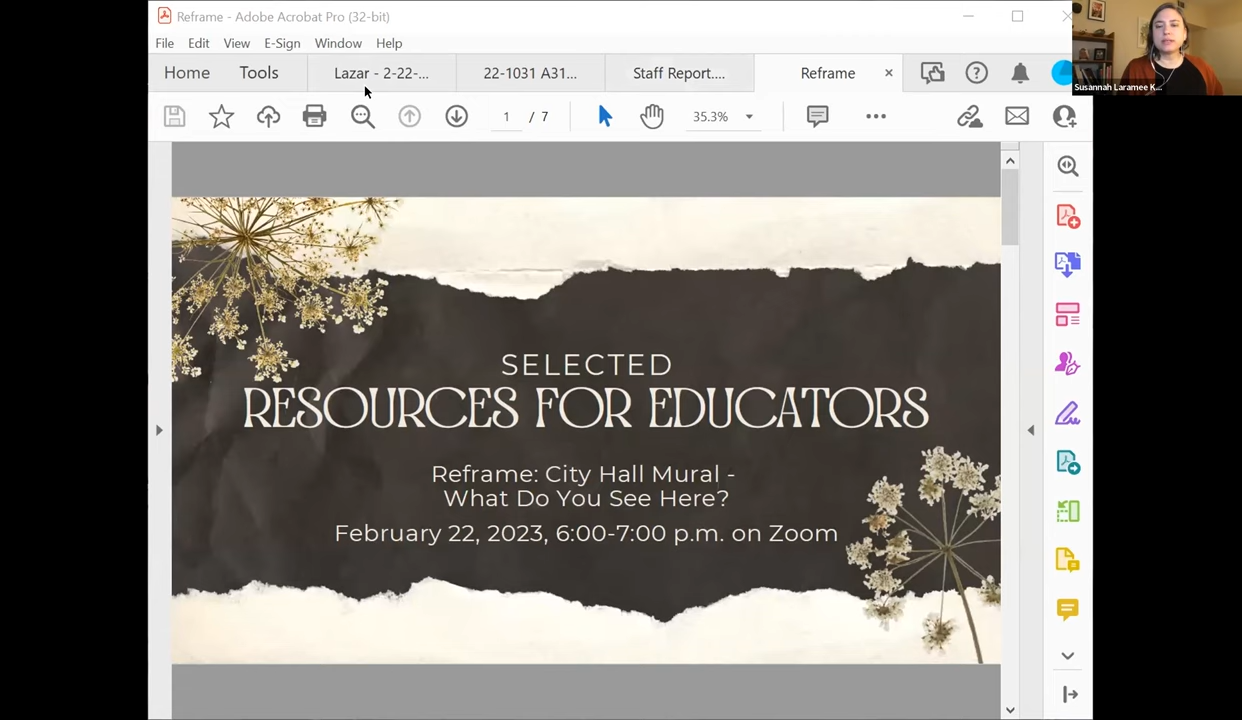 Reframe - Adobe Acrobat Pro (32-bit)
File Edit View E-Sign Window Help
Home Tools Lazar - 2-22-... 22-1031 A31... Staff Report.... Reframe ×
1 / 7 35.3%
Susannah Laramee K...
SELECTED
RESOURCES FOR EDUCATORS
Reframe: City Hall Mural -
What Do You See Here?
February 22, 2023, 6:00-7:00 p.m. on Zoom